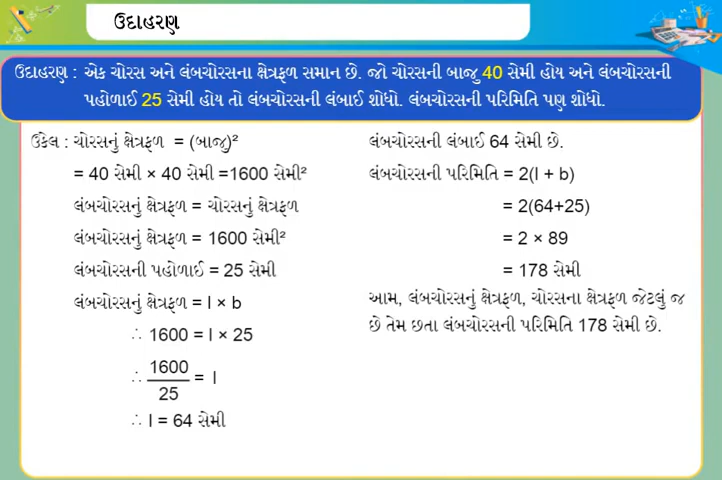 ઉદાહરણ
ઉદાહરણ : એક ચોરસ અને લંબચોરસના ક્ષેત્રફળ સમાન છે. જો ચોરસની બાજુ 40 સેમી હોય અને લંબચોરસની
પહોળાઈ 25 સેમી હોય તો લંબચોરસની લંબાઈ શોધો. લંબચોરસની પરિમિતિ પણ શોધો.
ઉકેલ : ચોરસનું ક્ષેત્રફળ = (બાજુ)²
= 40 સેમી × 40 સેમી =1600 સેમી²
લંબચોરસનું ક્ષેત્રફળ = ચોરસનું ક્ષેત્રફળ
લંબચોરસનું ક્ષેત્રફળ = 1600 સેમી²
લંબચોરસની પહોળાઈ = 25 સેમી
લંબચોરસનું ક્ષેત્રફળ = l × b
∴ 1600 = l × 25
∴ 1600/25 = l
∴ l = 64 સેમી
લંબચોરસની લંબાઈ 64 સેમી છે.
લંબચોરસની પરિમિતિ = 2(l + b)
= 2(64+25)
= 2 × 89
= 178 સેમી
આમ, લંબચોરસનું ક્ષેત્રફળ, ચોરસના ક્ષેત્રફળ જેટલું જ
છે તેમ છતા લંબચોરસની પરિમિતિ 178 સેમી છે.